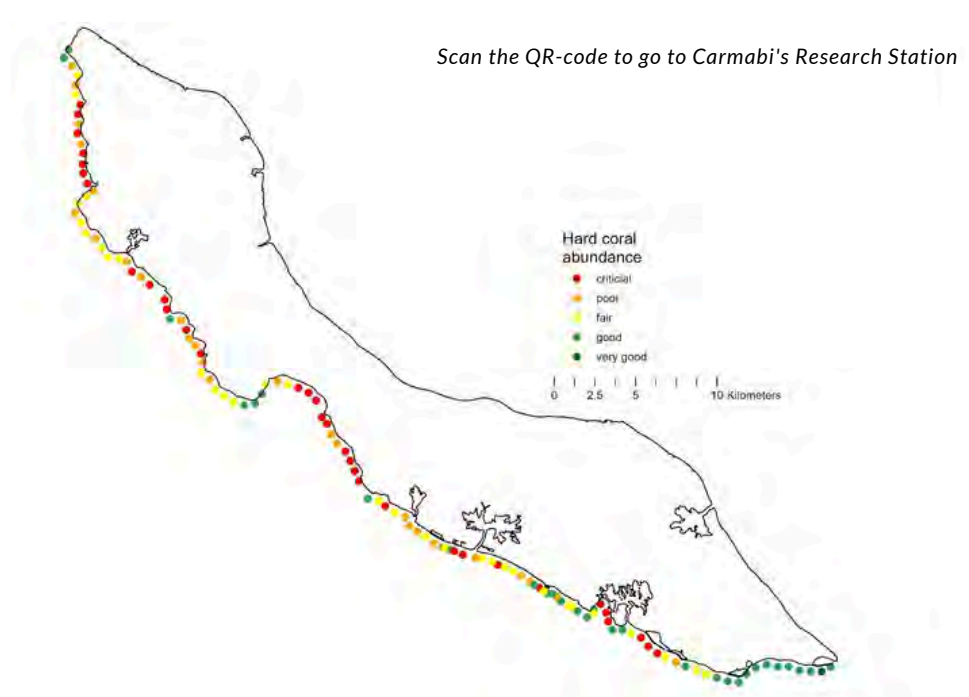 Scan the QR-code to go to Carmabi's Research Station
Hard coral
abundance
criticial
poor
fair
good
very good
0 2.5 5 10 Kilometers